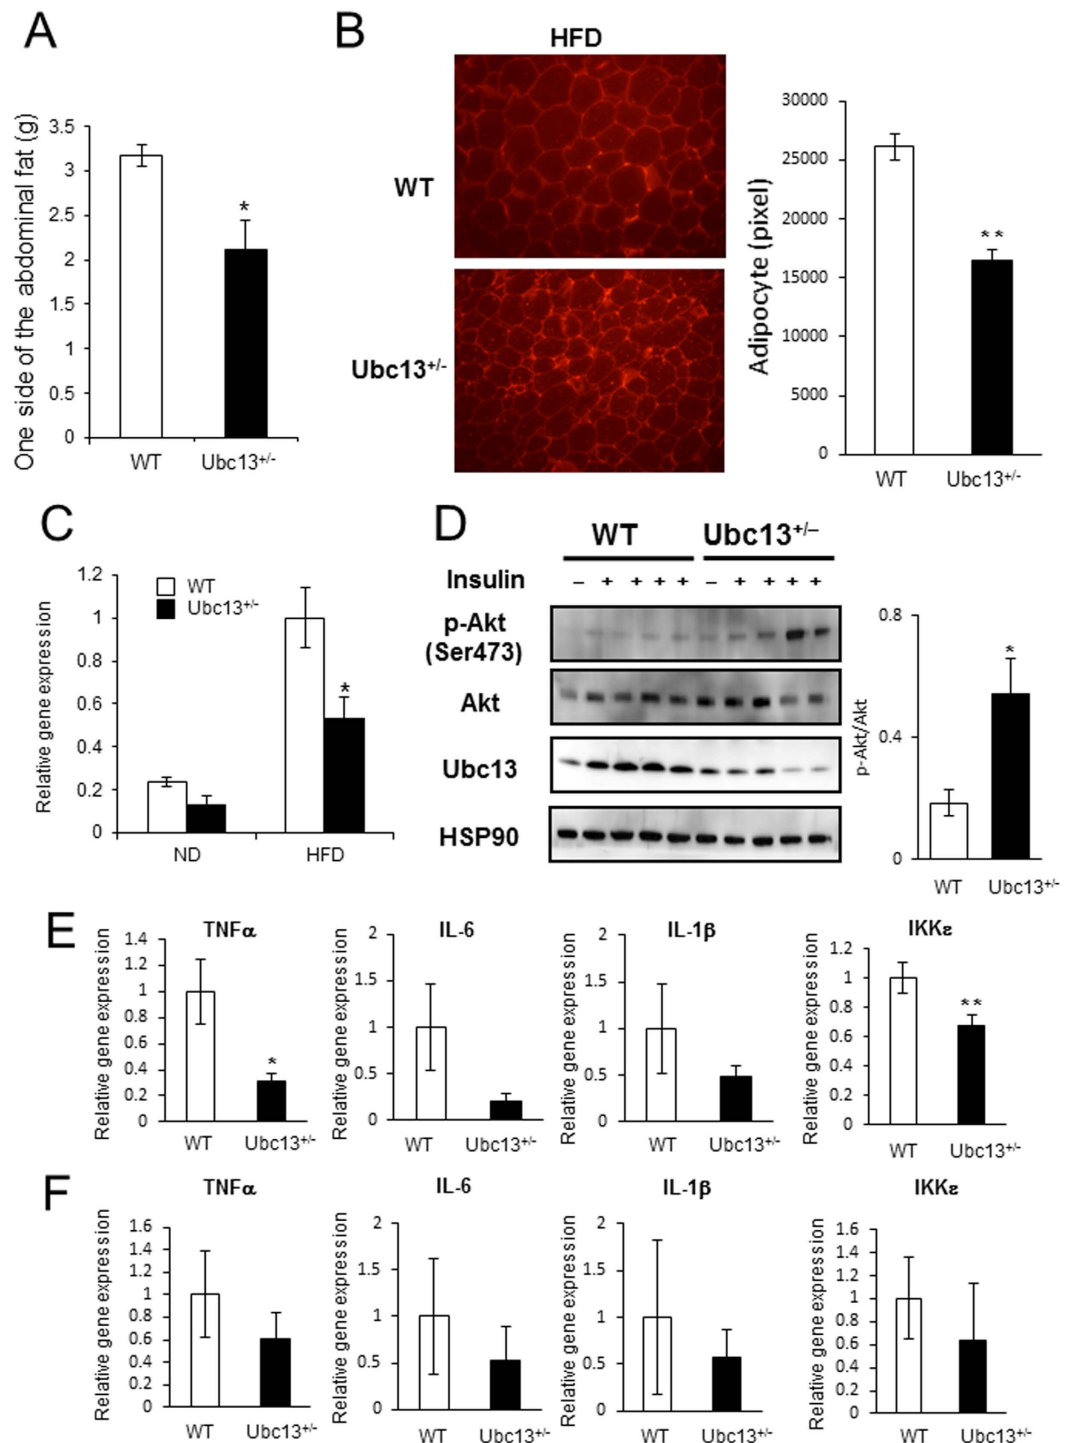 A
One side of the abdominal fat (g)
3.5
3
2.5
2
1.5
1
0.5
0
*
WT
Ubc13+/-
B
HFD
WT
Ubc13+/-
Adipocyte (pixel)
30000
25000
20000
15000
10000
5000
0
**
WT
Ubc13+/-
C
Relative gene expression
1.2
1
0.8
0.6
0.4
0.2
0
WT
Ubc13+/-
*
ND
HFD
D
WT
Ubc13+/–
Insulin
– + + + + – + + + +
p-Akt
(Ser473)
Akt
Ubc13
HSP90
p-Akt/Akt
0.8
0.4
0
*
WT
Ubc13+/-
E
TNFα
Relative gene expression
1.4
1.2
1
0.8
0.6
0.4
0.2
0
*
WT
Ubc13+/-
IL-6
Relative gene expression
2
1.5
1
0.5
0
WT
Ubc13+/-
IL-1β
Relative gene expression
2
1.5
1
0.5
0
WT
Ubc13+/-
IKKε
Relative gene expression
1.2
1
0.8
0.6
0.4
0.2
0
**
WT
Ubc13+/-
F
TNFα
Relative gene expression
1.6
1.4
1.2
1
0.8
0.6
0.4
0.2
0
WT
Ubc13+/-
IL-6
Relative gene expression
2
1.5
1
0.5
0
WT
Ubc13+/-
IL-1β
Relative gene expression
2
1.5
1
0.5
0
WT
Ubc13+/-
IKKε
Relative gene expression
1.6
1.4
1.2
1
0.8
0.6
0.4
0.2
0
WT
Ubc13+/-